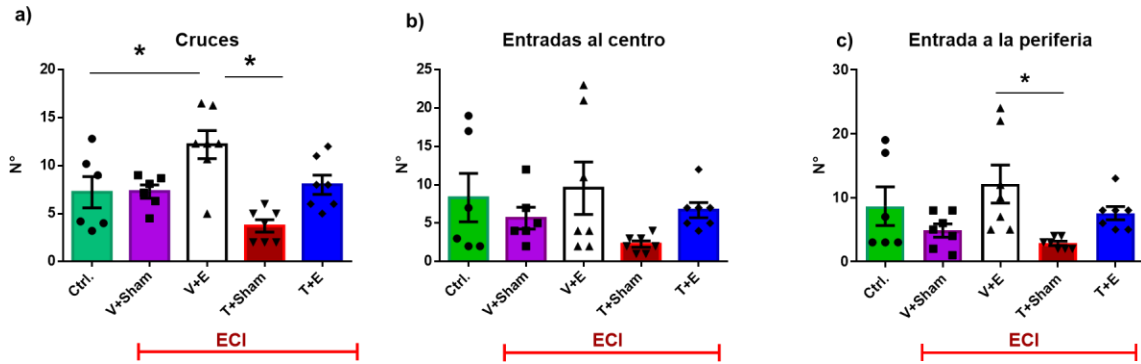 a)
Cruces
*
*
N°
20
15
10
5
0
Ctrl.
V+Sham
V+E
T+Sham
T+E
ECI
b)
Entradas al centro
N°
25
20
15
10
5
0
Ctrl.
V+Sham
V+E
T+Sham
T+E
ECI
c)
Entrada a la periferia
*
N°
30
20
10
0
Ctrl.
V+Sham
V+E
T+Sham
T+E
ECI